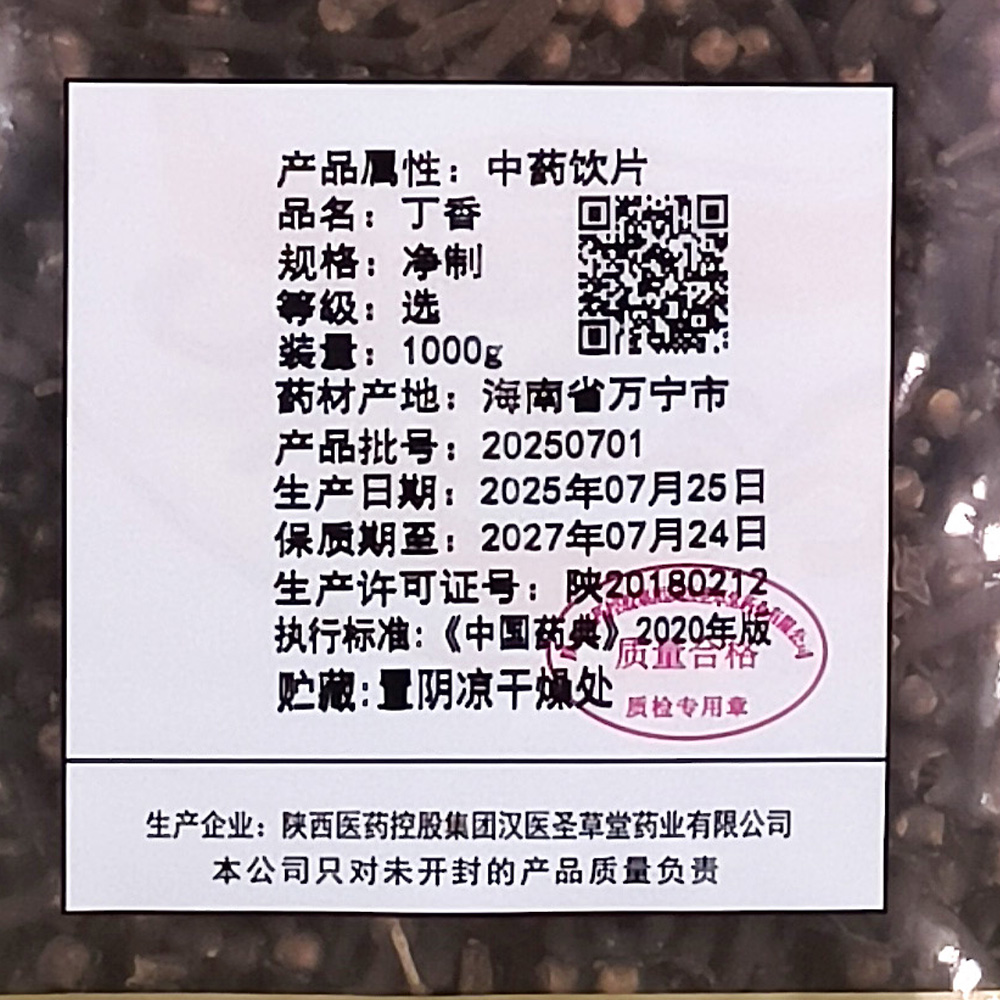 产品属性：中药饮片
品名：丁香
规格：净制
等级：选
装量：1000g
药材产地：海南省万宁市
产品批号：20250701
生产日期：2025年07月25日
保质期至：2027年07月24日
生产许可证号：陕20180212
执行标准：《中国药典》2020年版
贮藏：置阴凉干燥处
质量合格
质检专用章
生产企业：陕西医药控股集团汉医圣草堂药业有限公司
本公司只对未开封的产品质量负责